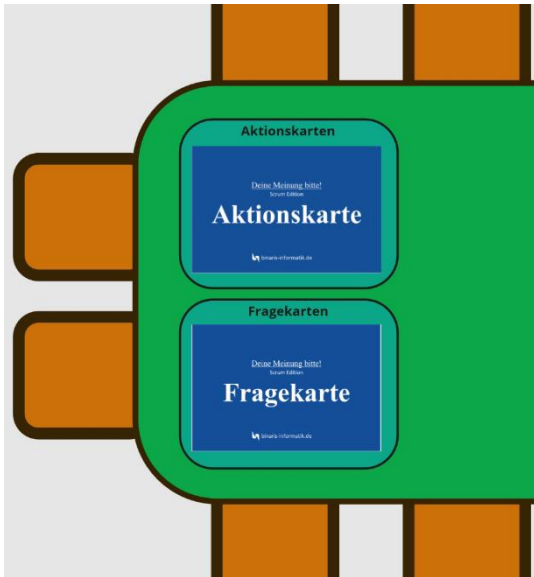 Aktionskarten
Deine Meinung bitte!
Scrum Edition
Aktionskarte
binaris-informatik.de
Fragekarten
Deine Meinung bitte!
Scrum Edition
Fragekarte
binaris-informatik.de